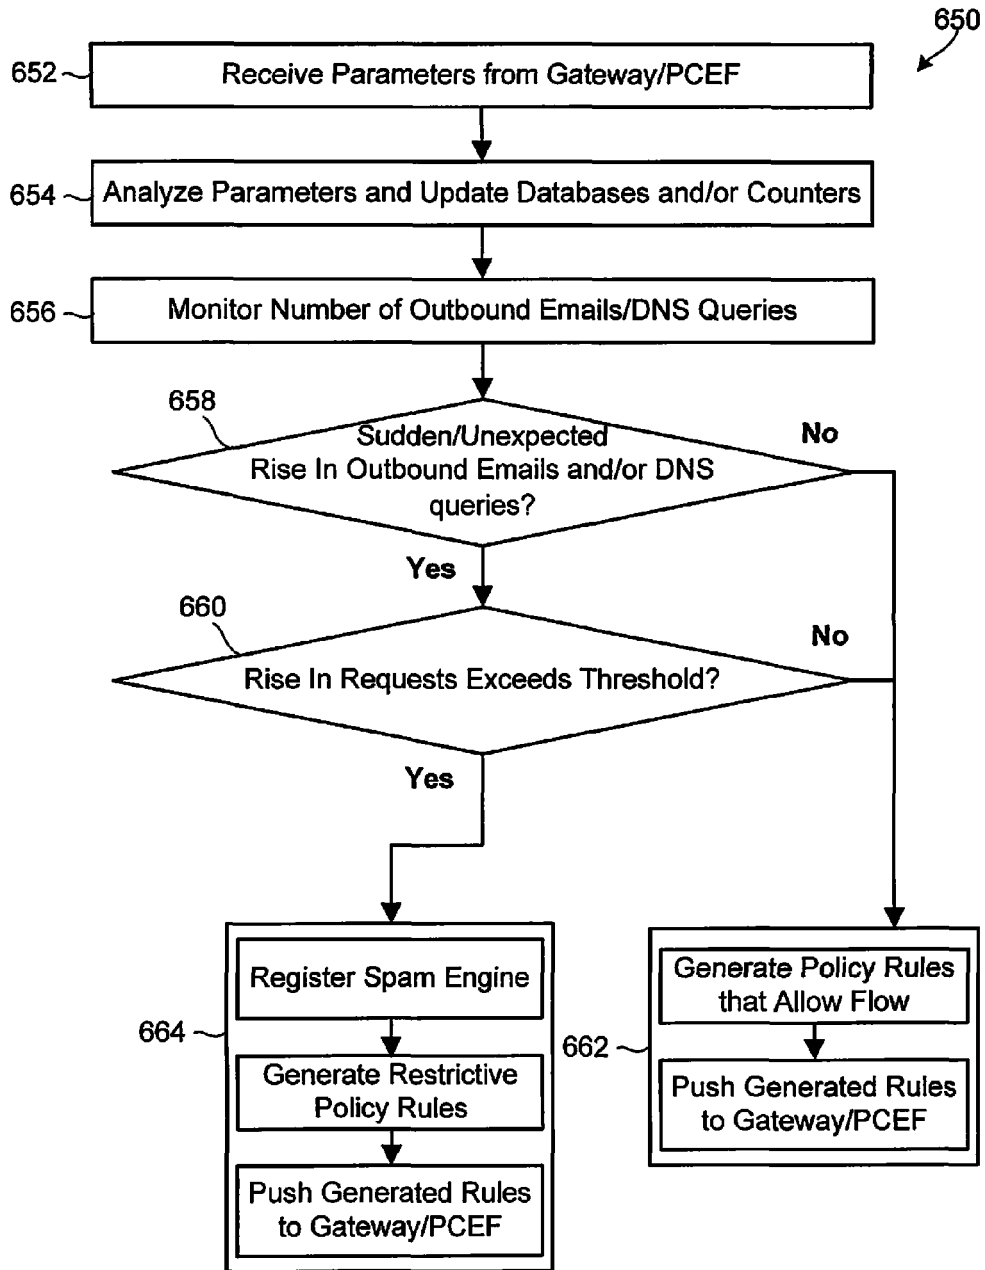 650
652
Receive Parameters from Gateway/PCEF
654
Analyze Parameters and Update Databases and/or Counters
656
Monitor Number of Outbound Emails/DNS Queries
658
Sudden/Unexpected
Rise In Outbound Emails and/or DNS
queries?
No
Yes
660
Rise In Requests Exceeds Threshold?
No
Yes
664
Register Spam Engine
Generate Restrictive
Policy Rules
Push Generated Rules
to Gateway/PCEF
662
Generate Policy Rules
that Allow Flow
Push Generated Rules
to Gateway/PCEF